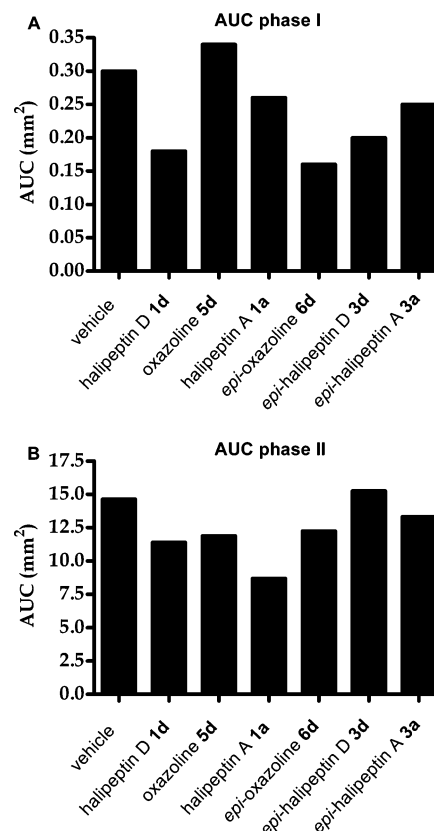 A
AUC phase I
AUC (mm²)
0.35
0.30
0.25
0.20
0.15
0.10
0.05
0.00
vehicle
halipeptin D 1d
oxazoline 5d
halipeptin A 1a
epi-oxazoline 6d
epi-halipeptin D 3d
epi-halipeptin A 3a
B
AUC phase II
AUC (mm²)
17.5
15.0
12.5
10.0
7.5
5.0
2.5
0.0
vehicle
halipeptin D 1d
oxazoline 5d
halipeptin A 1a
epi-oxazoline 6d
epi-halipeptin D 3d
epi-halipeptin A 3a